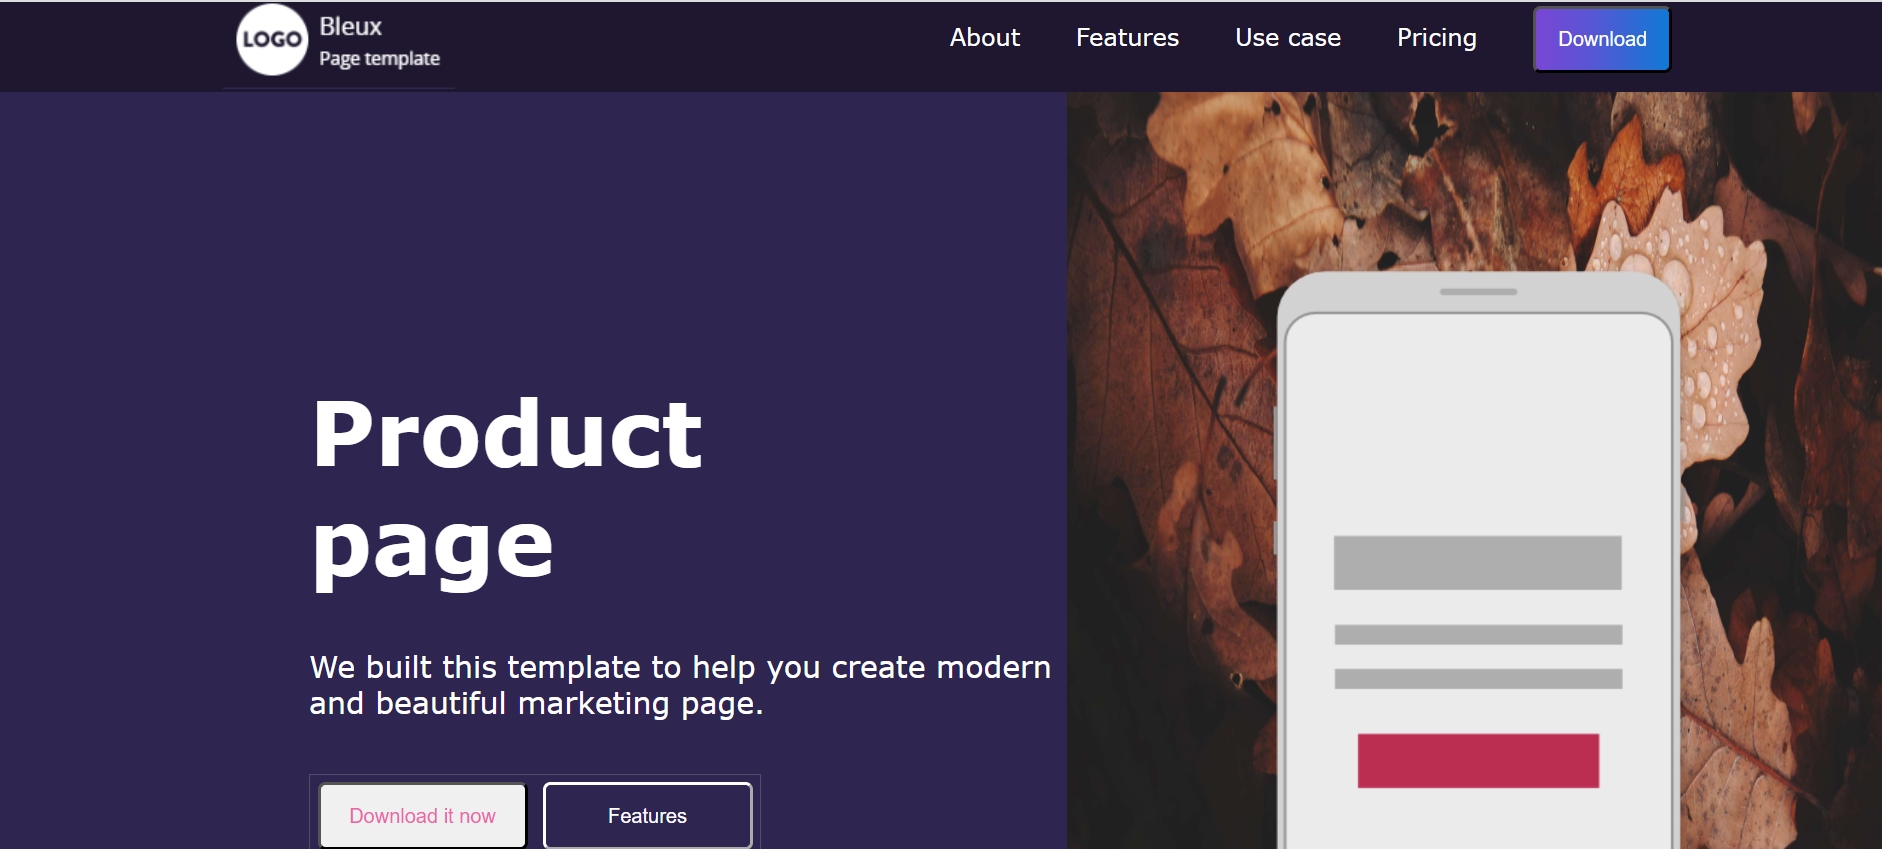 LOGO
Bleux
Page template
About
Features
Use case
Pricing
Download
Product
page
We built this template to help you create modern
and beautiful marketing page.
Download it now
Features